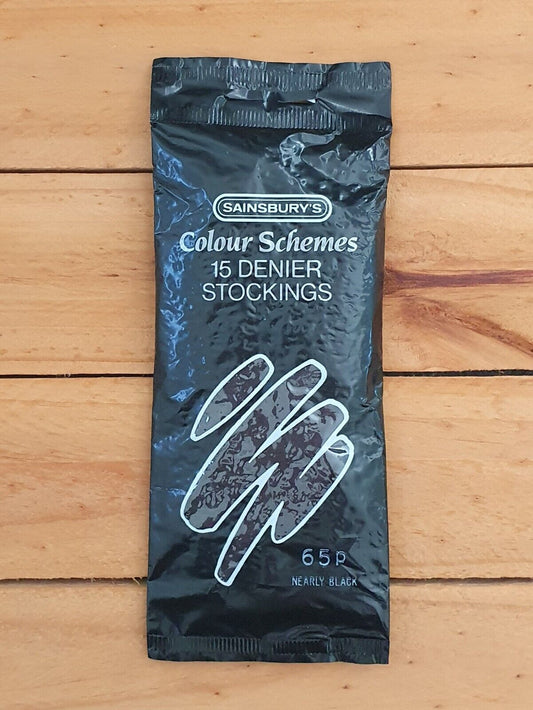 SAINSBURY'S
Colour Schemes
15 DENIER
STOCKINGS
65P
NEARLY BLACK